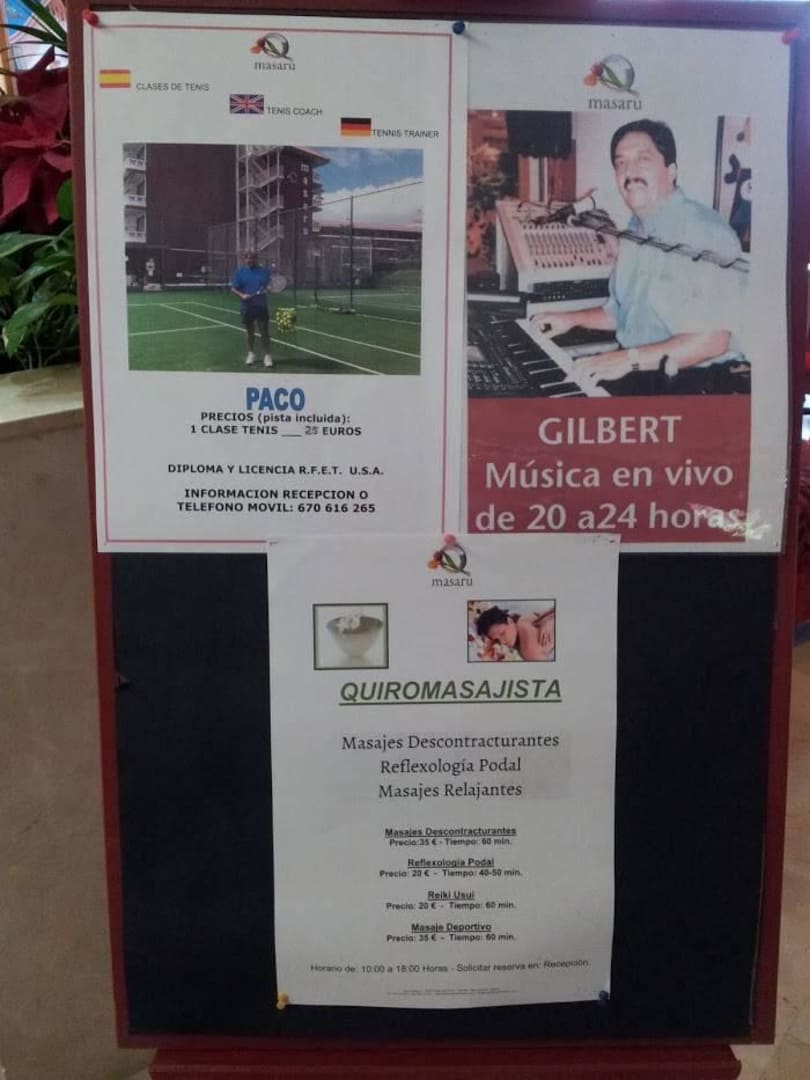 masaru
CLASES DE TENIS
TENIS COACH
TENNIS TRAINER
masaru
PACO
PRECIOS (pista incluida):
1 CLASE TENIS ___ 25 EUROS
DIPLOMA Y LICENCIA R.F.E.T. U.S.A.
INFORMACION RECEPCION O
TELEFONO MOVIL: 670 616 265
masaru
GILBERT
Música en vivo
de 20 a24 horas
masaru
QUIROMASAJISTA
Masajes Descontracturantes
Reflexología Podal
Masajes Relajantes
Masajes Descontracturantes
Precio:35 € - Tiempo: 60 min.
Reflexologia Podal
Precio: 20 € - Tiempo: 40-50 min.
Reiki Usui
Precio: 20 € - Tiempo: 60 min.
Masaje Deportivo
Precio: 35 € - Tiempo: 60 min.
Horario de: 10:00 a 18:00 Horas - Solicitar reserva en: Recepción.